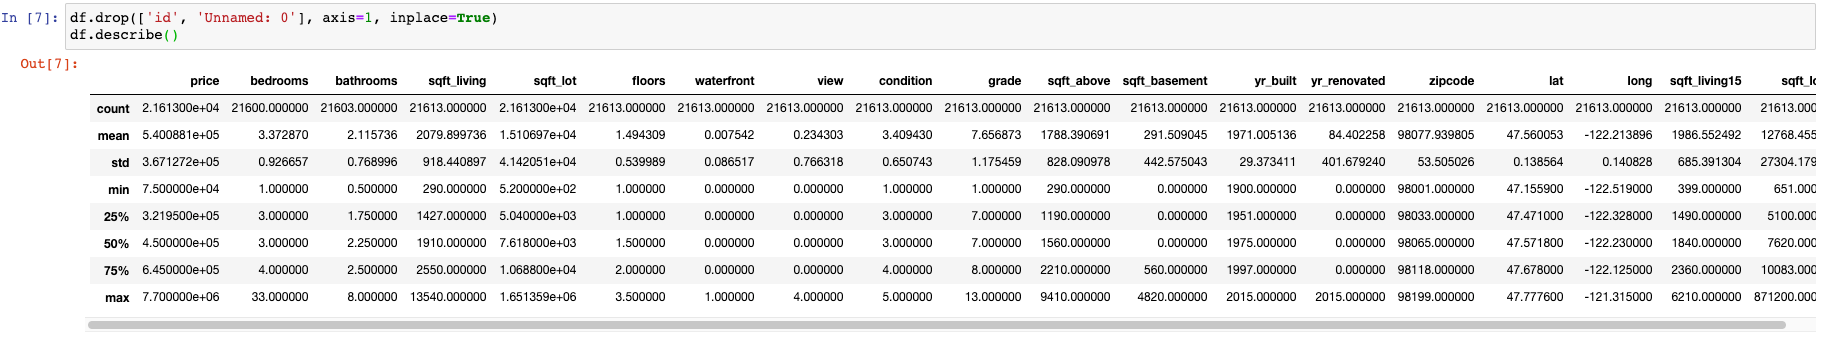 In [7]: df.drop(['id', 'Unnamed: 0'], axis=1, inplace=True)
df.describe()
Out[7]:
price bedrooms bathrooms sqft_living sqft_lot floors waterfront view condition grade sqft_above sqft_basement yr_built yr_renovated zipcode lat long sqft_living15 sqft_lo
count 2.161300e+04 21600.000000 21603.000000 21613.000000 2.161300e+04 21613.000000 21613.000000 21613.000000 21613.000000 21613.000000 21613.000000 21613.000000 21613.000000 21613.000000 21613.000000 21613.000000 21613.000000 21613.000000 21613.000
mean 5.400881e+05 3.372870 2.115736 2079.899736 1.510697e+04 1.494309 0.007542 0.234303 3.409430 7.656873 1788.390691 291.509045 1971.005136 84.402258 98077.939805 47.560053 -122.213896 1986.552492 12768.455
std 3.671272e+05 0.926657 0.768996 918.440897 4.142051e+04 0.539989 0.086517 0.766318 0.650743 1.175459 828.090978 442.575043 29.373411 401.679240 53.505026 0.138564 0.140828 685.391304 27304.179
min 7.500000e+04 1.000000 0.500000 290.000000 5.200000e+02 1.000000 0.000000 0.000000 1.000000 1.000000 290.000000 0.000000 1900.000000 0.000000 98001.000000 47.155900 -122.519000 399.000000 651.000
25% 3.219500e+05 3.000000 1.750000 1427.000000 5.040000e+03 1.000000 0.000000 0.000000 3.000000 7.000000 1190.000000 0.000000 1951.000000 0.000000 98033.000000 47.471000 -122.328000 1490.000000 5100.000
50% 4.500000e+05 3.000000 2.250000 1910.000000 7.618000e+03 1.500000 0.000000 0.000000 3.000000 7.000000 1560.000000 0.000000 1975.000000 0.000000 98065.000000 47.571800 -122.230000 1840.000000 7620.000
75% 6.450000e+05 4.000000 2.500000 2550.000000 1.068800e+04 2.000000 0.000000 0.000000 4.000000 8.000000 2210.000000 560.000000 1997.000000 0.000000 98118.000000 47.678000 -122.125000 2360.000000 10083.000
max 7.700000e+06 33.000000 8.000000 13540.000000 1.651359e+06 3.500000 1.000000 4.000000 5.000000 13.000000 9410.000000 4820.000000 2015.000000 2015.000000 98199.000000 47.777600 -121.315000 6210.000000 871200.000